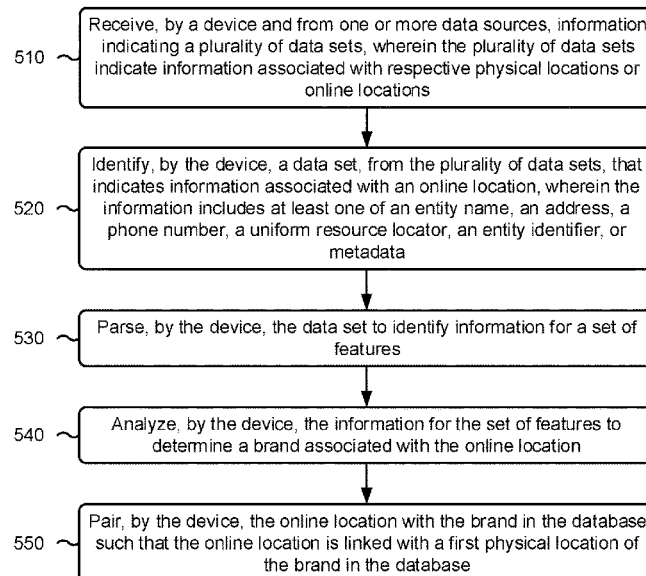 510
Receive, by a device and from one or more data sources, information
indicating a plurality of data sets, wherein the plurality of data sets
indicate information associated with respective physical locations or
online locations
520
Identify, by the device, a data set, from the plurality of data sets, that
indicates information associated with an online location, wherein the
information includes at least one of an entity name, an address, a
phone number, a uniform resource locator, an entity identifier, or
metadata
530
Parse, by the device, the data set to identify information for a set of
features
540
Analyze, by the device, the information for the set of features to
determine a brand associated with the online location
550
Pair, by the device, the online location with the brand in the database
such that the online location is linked with a first physical location of
the brand in the database